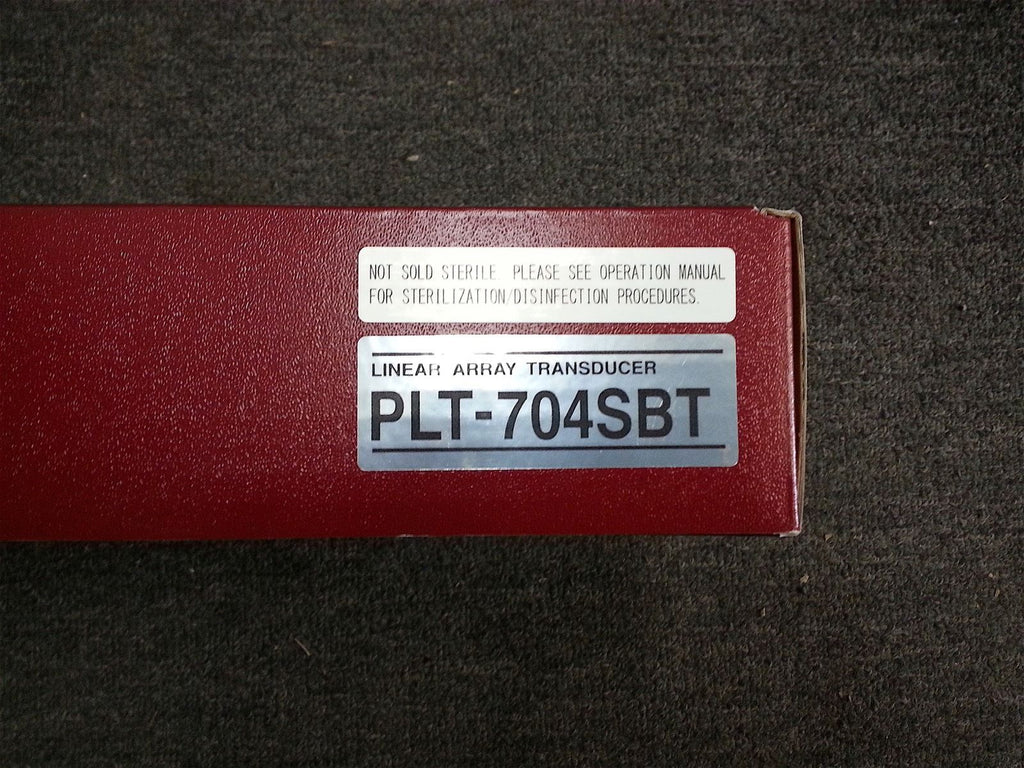 NOT SOLD STERILE. PLEASE SEE OPERATION MANUAL
FOR STERILIZATION/DISINFECTION PROCEDURES.
LINEAR ARRAY TRANSDUCER
PLT-704SBT